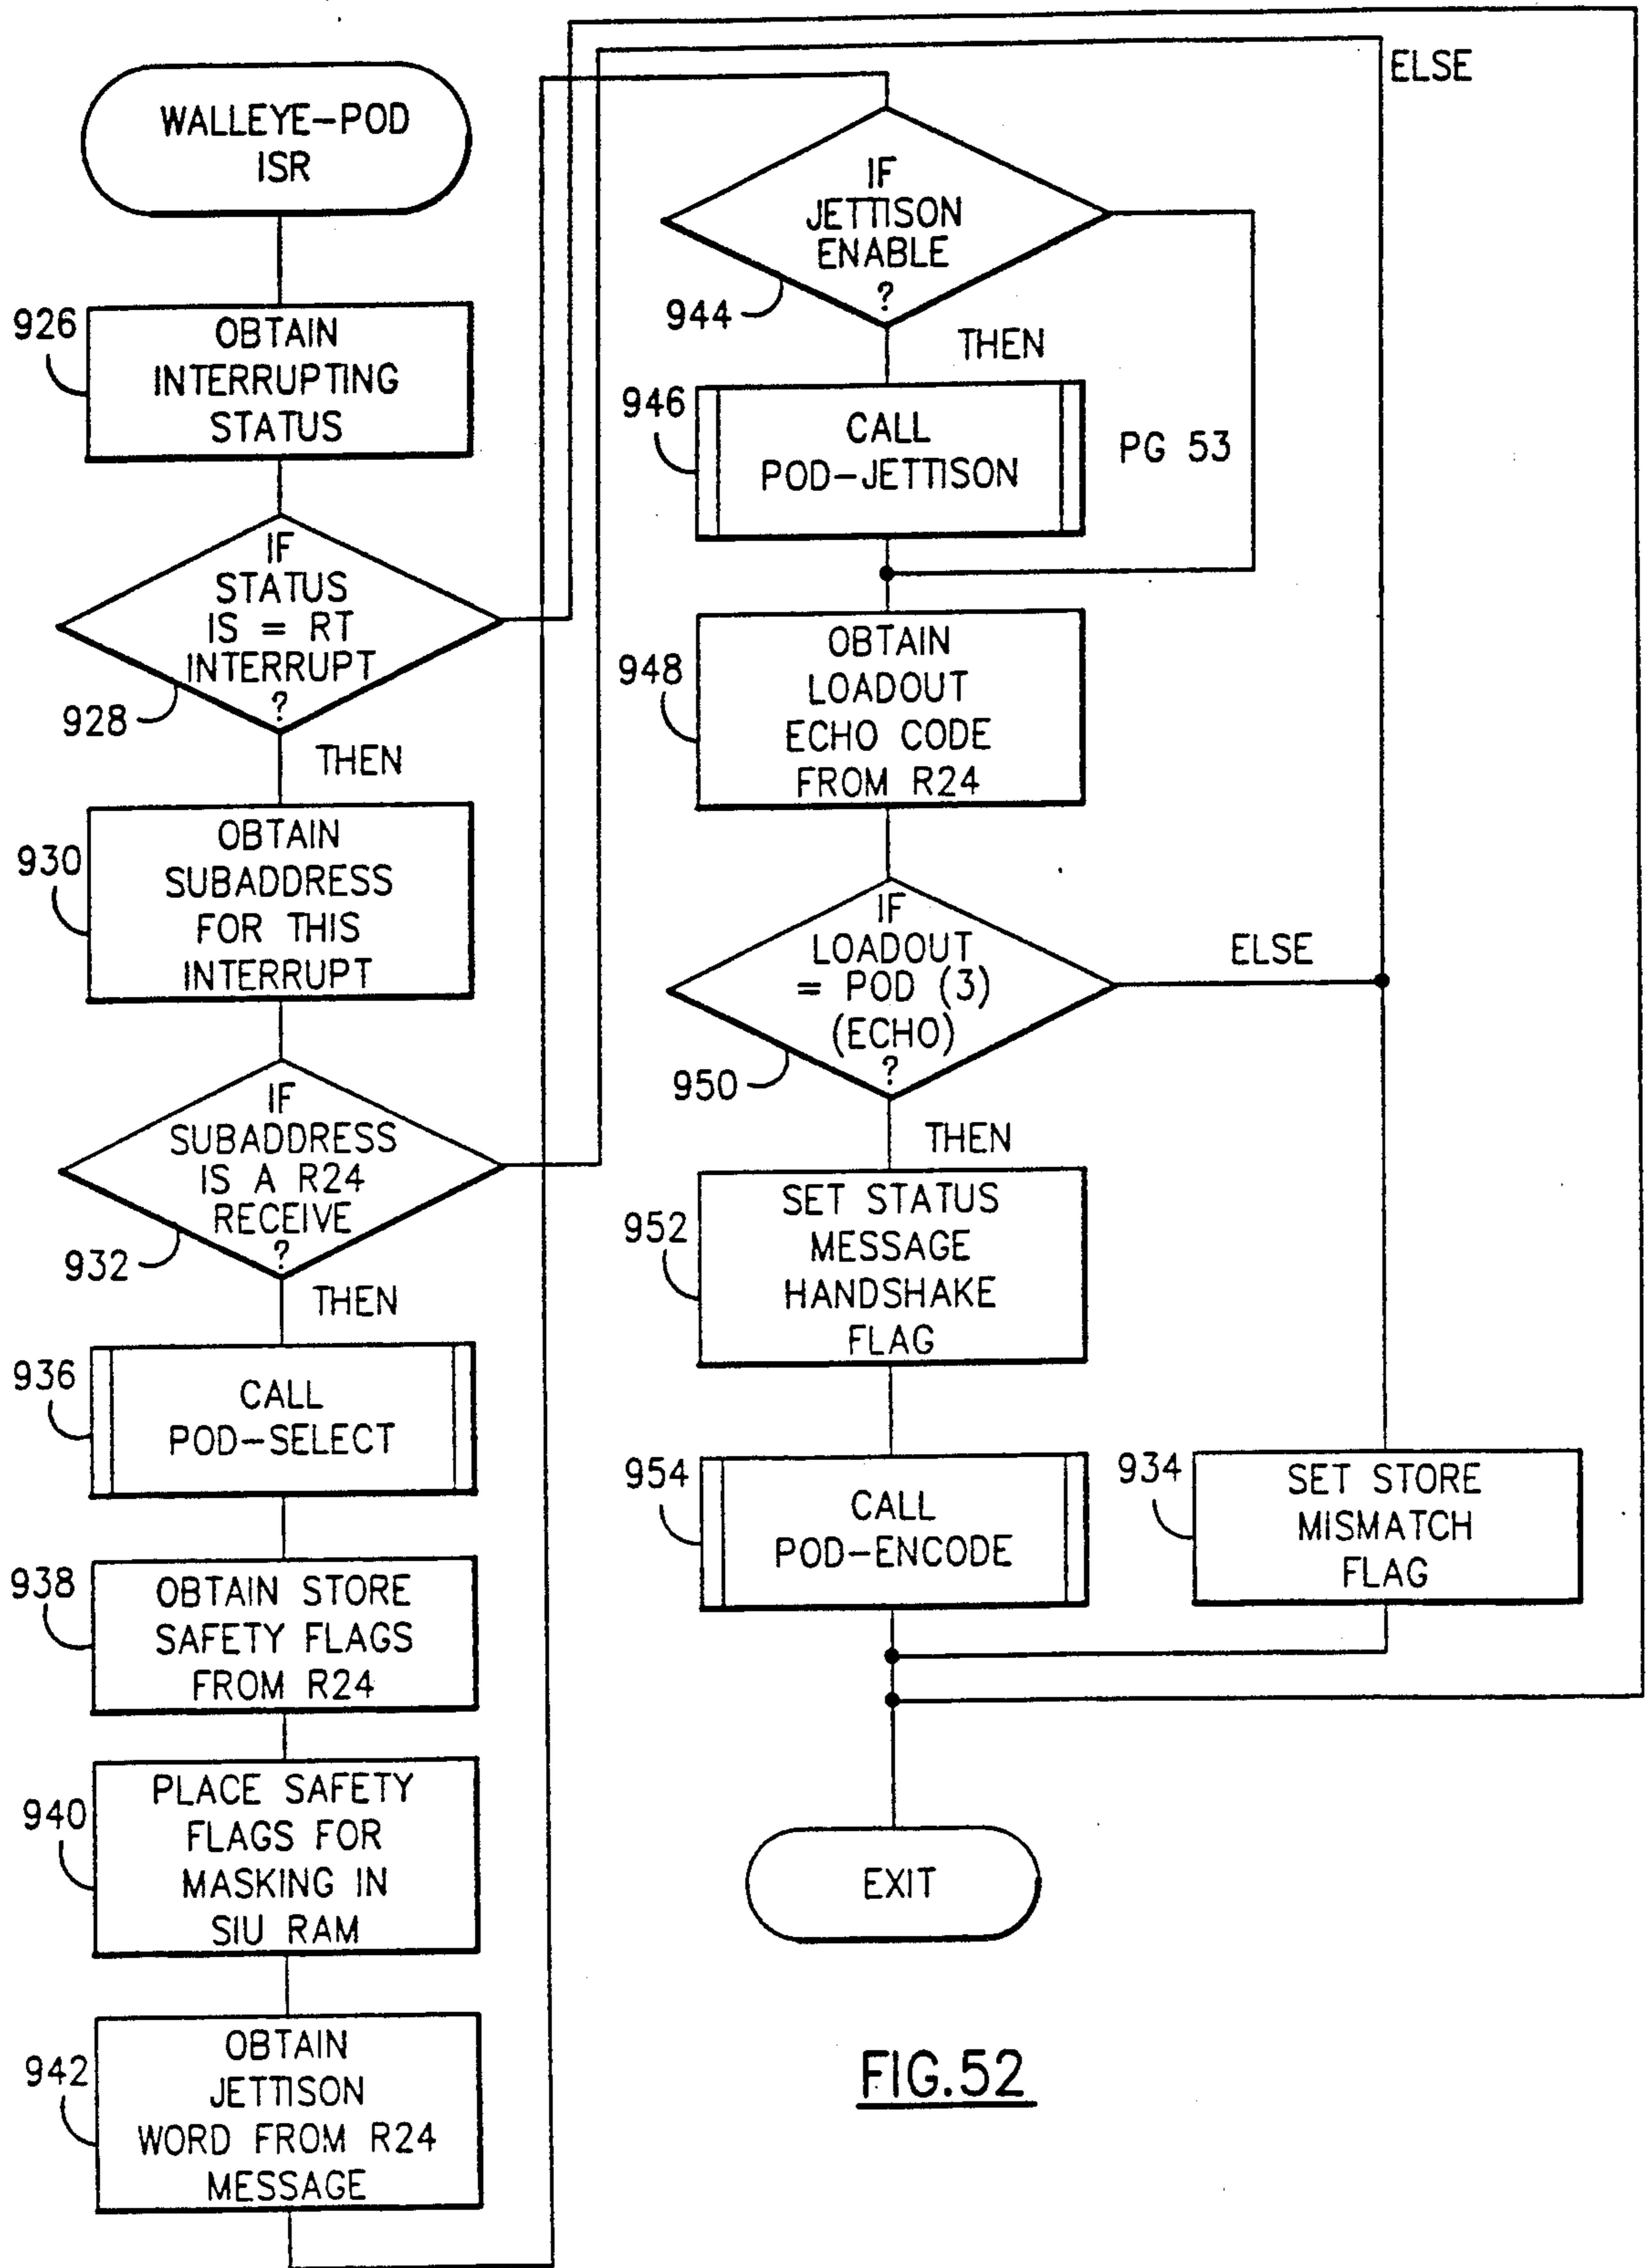 WALLEYE-POD
ISR
926
OBTAIN
INTERRUPTING
STATUS
IF
STATUS
IS = RT
INTERRUPT
?
928
THEN
930
OBTAIN
SUBADDRESS
FOR THIS
INTERRUPT
IF
SUBADDRESS
IS A R24
RECEIVE
?
932
THEN
936
CALL
POD-SELECT
938
OBTAIN STORE
SAFETY FLAGS
FROM R24
940
PLACE SAFETY
FLAGS FOR
MASKING IN
SIU RAM
942
OBTAIN
JETTISON
WORD FROM R24
MESSAGE
ELSE
IF
JETTISON
ENABLE
?
944
THEN
946
CALL
POD-JETTISON
PG 53
948
OBTAIN
LOADOUT
ECHO CODE
FROM R24
IF
LOADOUT
= POD (3)
(ECHO)
?
950
ELSE
THEN
952
SET STATUS
MESSAGE
HANDSHAKE
FLAG
954
CALL
POD-ENCODE
934
SET STORE
MISMATCH
FLAG
EXIT
FIG.52